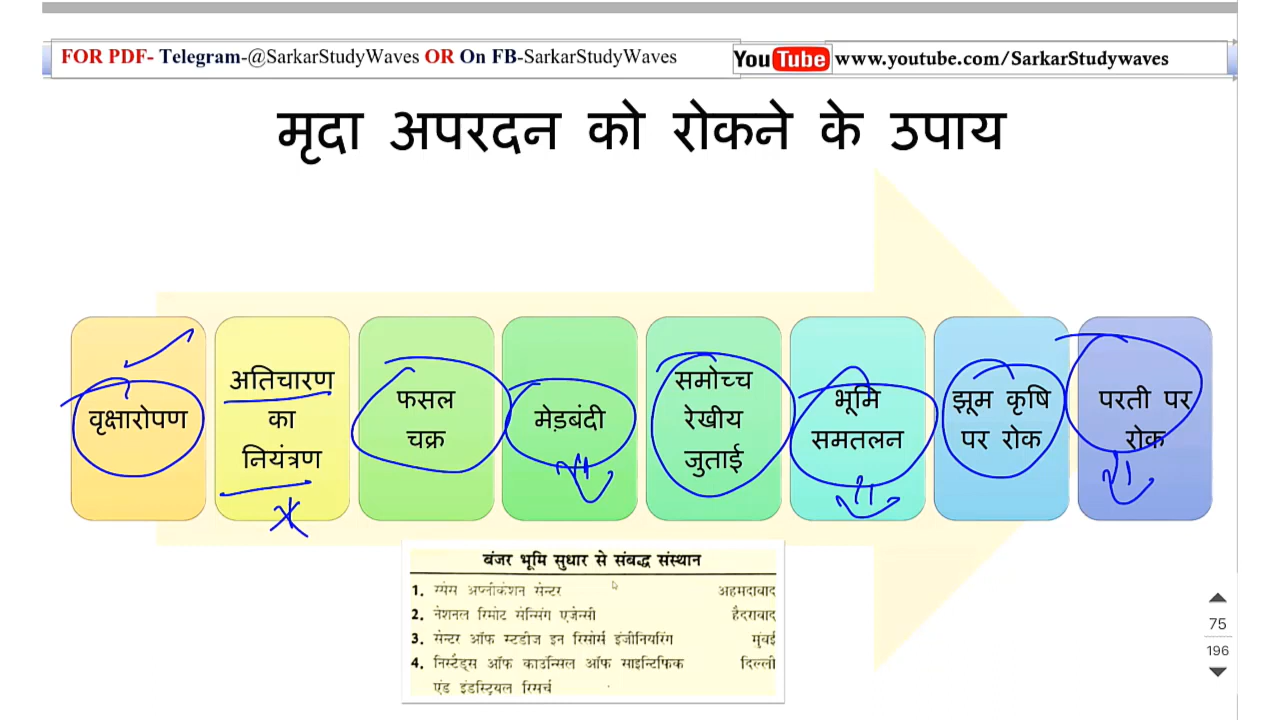 FOR PDF- Telegram-@SarkarStudyWaves OR On FB-SarkarStudyWaves
YouTube www.youtube.com/SarkarStudywaves
मृदा अपरदन को रोकने के उपाय
वृक्षारोपण
अतिचारण
का
नियंत्रण
फसल
चक्र
मेड़बंदी
समोच्च
रेखीय
जुताई
भूमि
समतलन
झूम कृषि
पर रोक
परती पर
रोक
बंजर भूमि सुधार से संबद्ध संस्थान
1. स्पेस अप्लीकेशन सेन्टर अहमदाबाद
2. नेशनल रिमोट सेन्सिंग एजेन्सी हैदराबाद
3. सेन्टर ऑफ स्टडीज इन रिसोर्स इंजीनियरिंग मुंबई
4. निस्टैड्स ऑफ काउन्सिल ऑफ साइन्टिफिक दिल्ली
एंड इंडस्ट्रियल रिसर्च
75
196